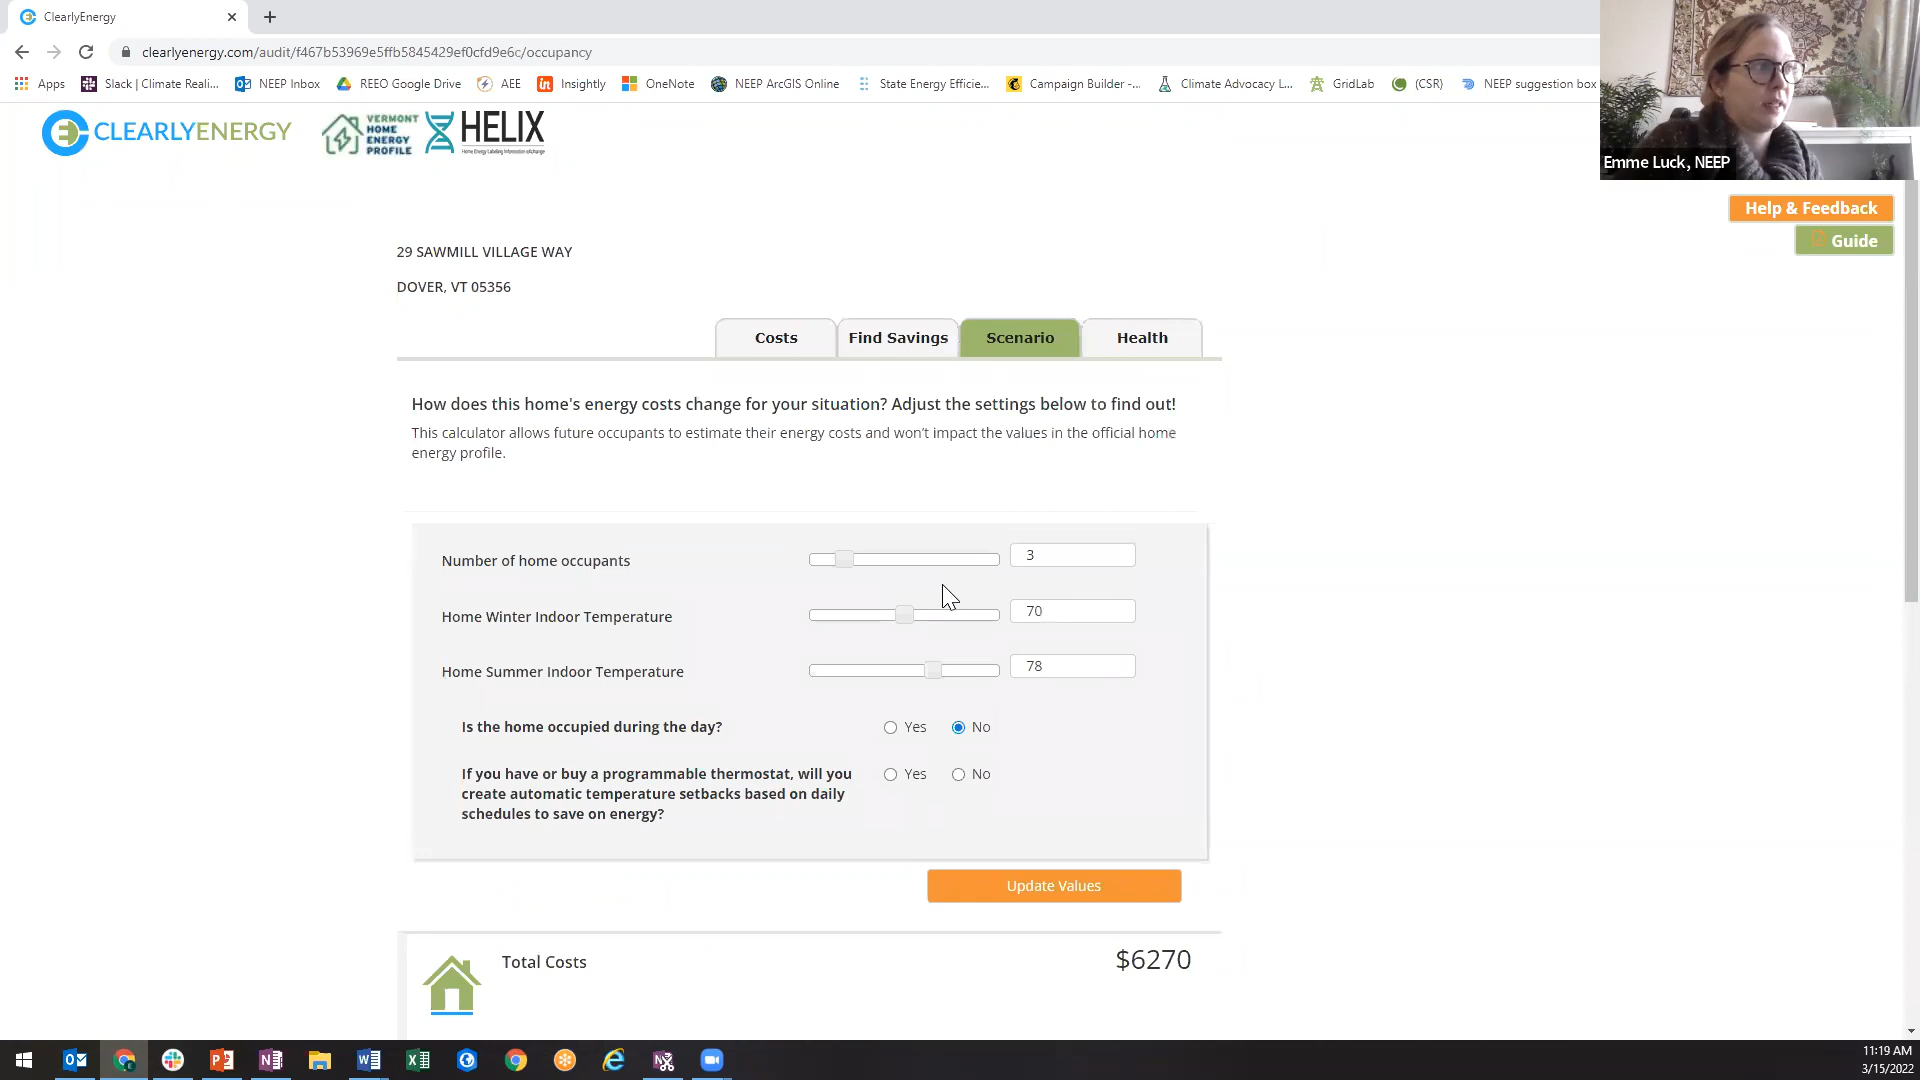 ClearlyEnergy
clearlyenergy.com/audit/f467b53969e5ffb5845429ef0cfd9e6c/occupancy
Apps
Slack | Climate Reali...
NEEP Inbox
REEO Google Drive
AEE
Insightly
OneNote
NEEP ArcGIS Online
State Energy Efficie...
Campaign Builder -...
Climate Advocacy L...
GridLab
(CSR)
NEEP suggestion box
Emme Luck, NEEP
CLEARLYENERGY
VERMONT
HOME
ENERGY
PROFILE
HELIX
Home Energy Labeling Information eXchange
Help & Feedback
Guide
29 SAWMILL VILLAGE WAY
DOVER, VT 05356
Costs
Find Savings
Scenario
Health
How does this home's energy costs change for your situation? Adjust the settings below to find out!
This calculator allows future occupants to estimate their energy costs and won't impact the values in the official home
energy profile.
Number of home occupants
3
Home Winter Indoor Temperature
70
Home Summer Indoor Temperature
78
Is the home occupied during the day?
Yes
No
If you have or buy a programmable thermostat, will you
create automatic temperature setbacks based on daily
schedules to save on energy?
Yes
No
Update Values
Total Costs
$6270
11:19 AM
3/15/2022